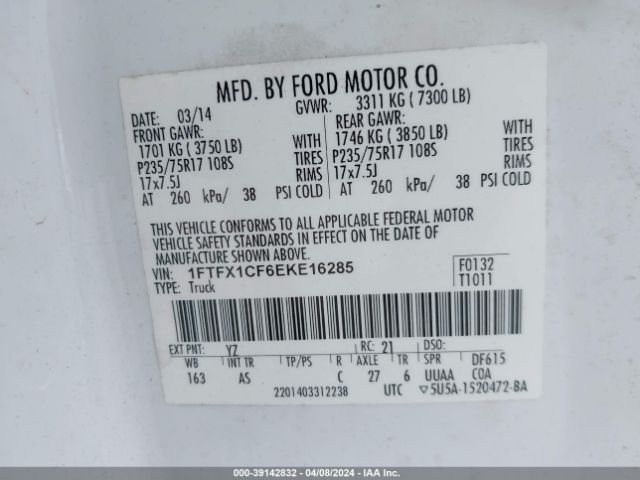 MFD. BY FORD MOTOR CO.
DATE: 03/14 GVWR: 3311 KG ( 7300 LB)
FRONT GAWR: REAR GAWR:
1701 KG ( 3750 LB) WITH 1746 KG ( 3850 LB) WITH
P235/75R17 108S TIRES P235/75R17 108S TIRES
17x7.5J RIMS 17x7.5J RIMS
AT 260 kPa/ 38 PSI COLD AT 260 kPa/ 38 PSI COLD
THIS VEHICLE CONFORMS TO ALL APPLICABLE FEDERAL MOTOR
VEHICLE SAFETY STANDARDS IN EFFECT ON THE DATE OF
MANUFACTURE SHOWN ABOVE.
VIN: 1FTFX1CF6EKE16285 F0132
TYPE: Truck T1011
EXT PNT: YZ RC: 21 DSO:
WB INT TR TP/PS R AXLE TR SPR DF615
163 AS C 27 6 UUAA COA
2201403312238 UTC ▽5U5A-1520472-BA
000-39142832 - 04/08/2024 - IAA Inc.